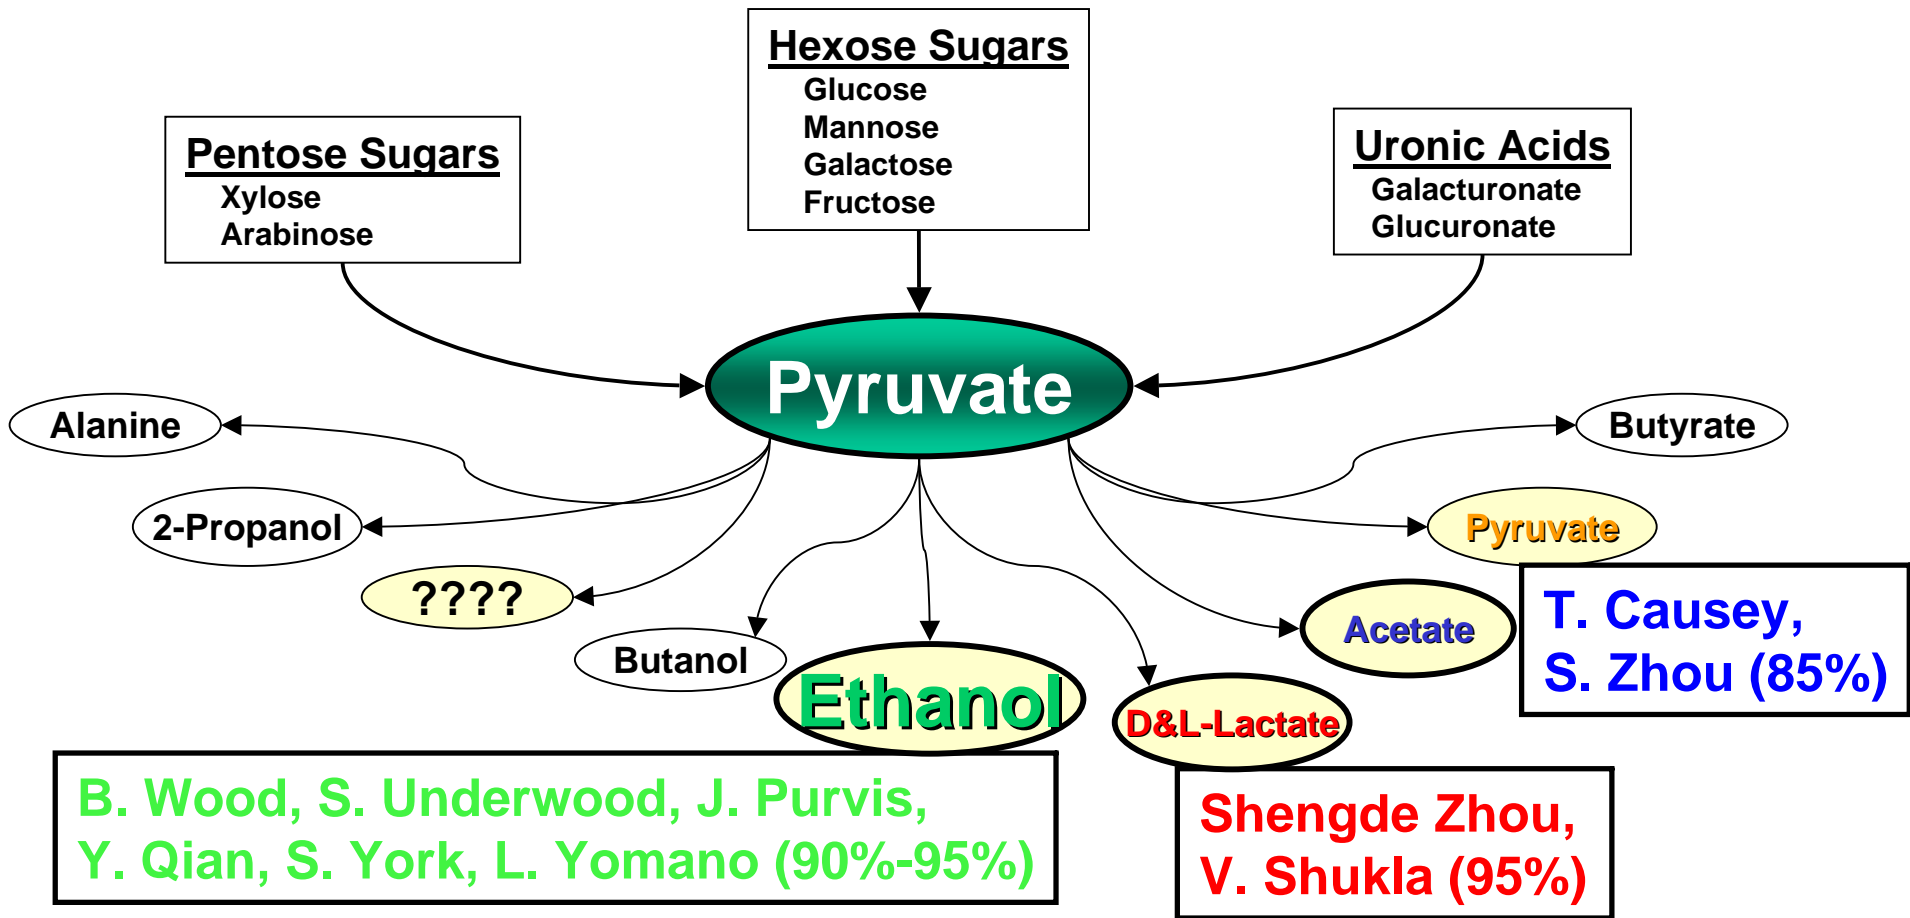 Hexose Sugars
Glucose
Mannose
Galactose
Fructose
Pentose Sugars
Xylose
Arabinose
Uronic Acids
Galacturonate
Glucuronate
Pyruvate
Alanine
Butyrate
2-Propanol
Pyruvate
????
Acetate
Butanol
Ethanol
D&L-Lactate
T. Causey,
S. Zhou (85%)
B. Wood, S. Underwood, J. Purvis,
Y. Qian, S. York, L. Yomano (90%-95%)
Shengde Zhou,
V. Shukla (95%)